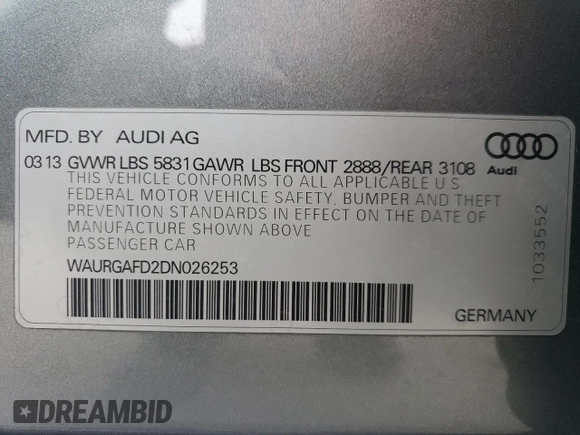 MFD. BY AUDI AG
03 13 GVWR LBS 5831 GAWR LBS FRONT 2888/REAR 3108
Audi
THIS VEHICLE CONFORMS TO ALL APPLICABLE U S
FEDERAL MOTOR VEHICLE SAFETY, BUMPER AND THEFT
PREVENTION STANDARDS IN EFFECT ON THE DATE OF
MANUFACTURE SHOWN ABOVE
PASSENGER CAR
WAURGAFD2DN026253
1033552
GERMANY
DREAMBID